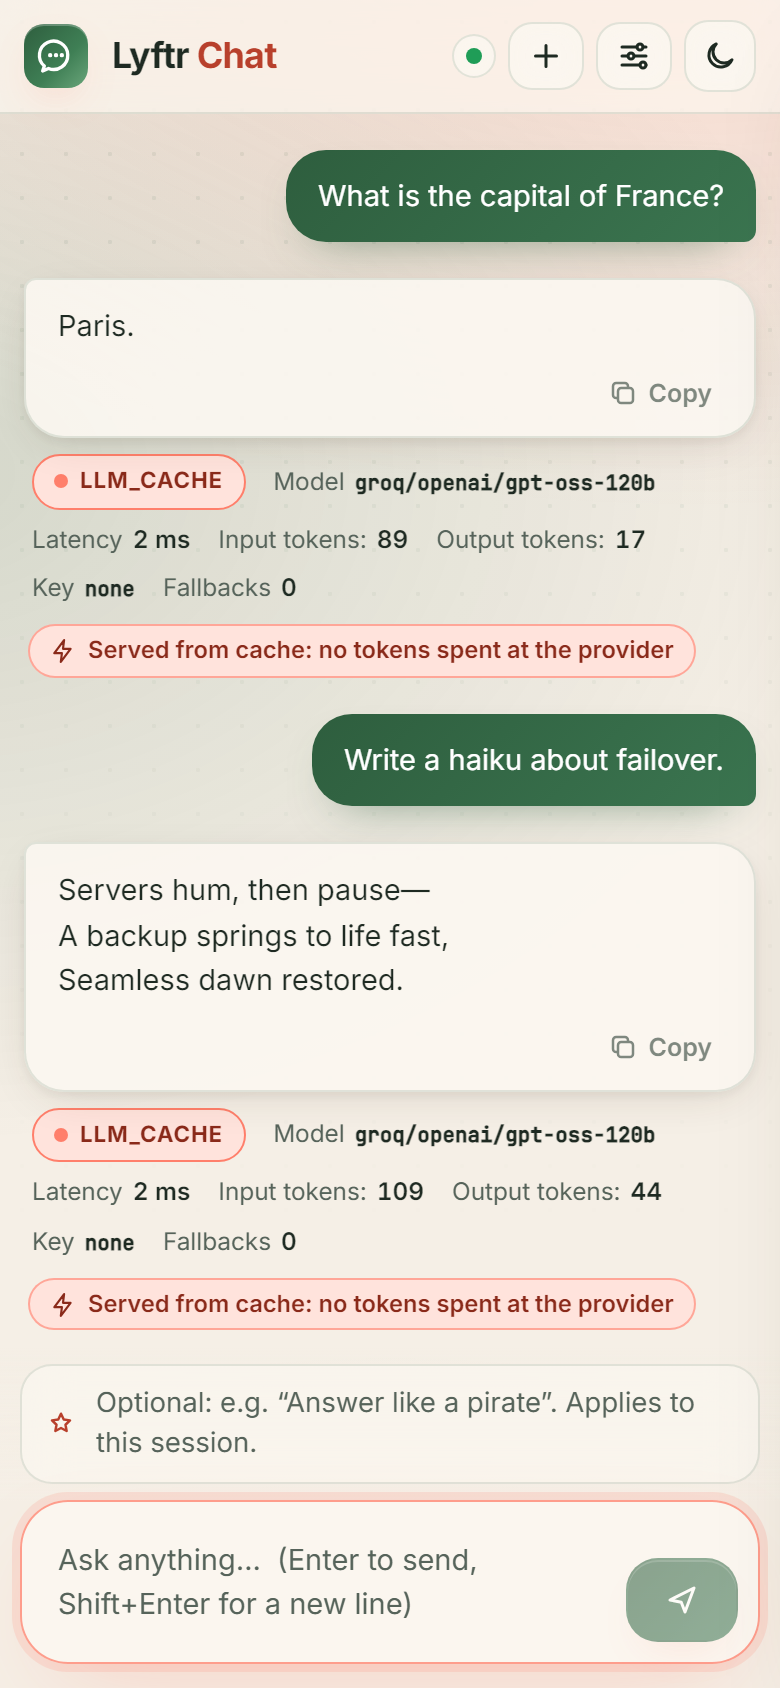 Lyftr Chat
What is the capital of France?
Paris.
Copy
LLM_CACHE Model groq/openai/gpt-oss-120b
Latency 2 ms Input tokens: 89 Output tokens: 17
Key none Fallbacks 0
Served from cache: no tokens spent at the provider
Write a haiku about failover.
Servers hum, then pause—
A backup springs to life fast,
Seamless dawn restored.
Copy
LLM_CACHE Model groq/openai/gpt-oss-120b
Latency 2 ms Input tokens: 109 Output tokens: 44
Key none Fallbacks 0
Served from cache: no tokens spent at the provider
Optional: e.g. “Answer like a pirate”. Applies to
this session.
Ask anything… (Enter to send,
Shift+Enter for a new line)